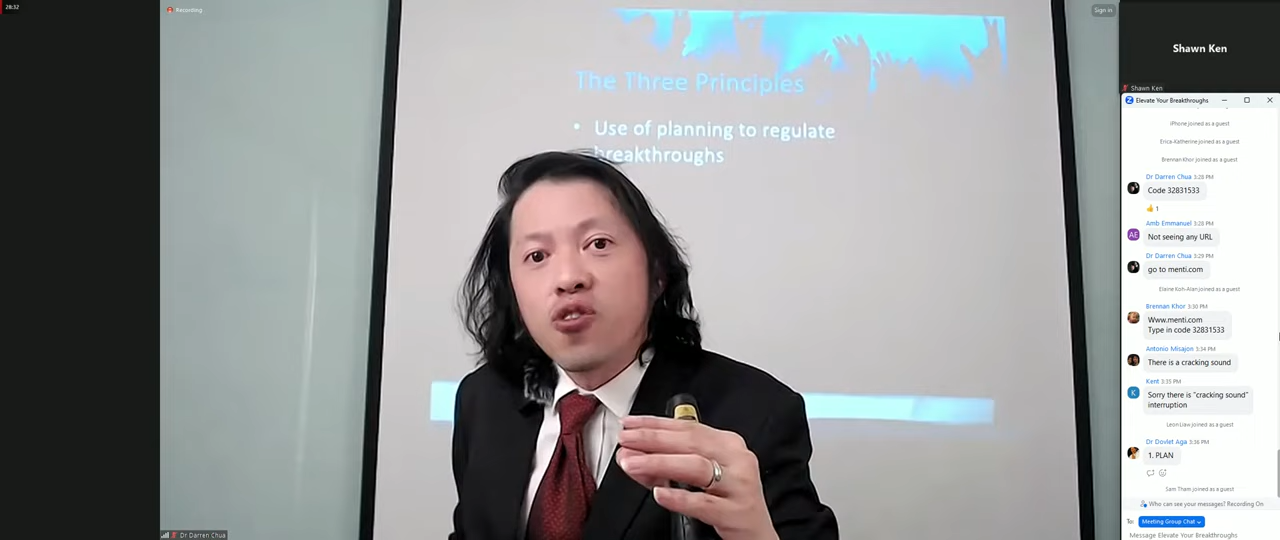 28:32
Recording
Sign in
The Three Principles
• Use of planning to regulate
breakthroughs
Dr Darren Chua
Shawn Ken
Shawn Ken
Elevate Your Breakthroughs
iPhone joined as a guest
Erica-Katherine joined as a guest
Brennan Khor joined as a guest
Dr Darren Chua 3:28 PM
Code 32831533
👍 1
Amb Emmanuel 3:28 PM
AE
Not seeing any URL
Dr Darren Chua 3:29 PM
go to menti.com
Elaine Koh-Alan joined as a guest
Brennan Khor 3:30 PM
Www.menti.com
Type in code 32831533
Antonio Misajon 3:34 PM
There is a cracking sound
Kent 3:35 PM
K
Sorry there is "cracking sound"
interruption
Leon Liaw joined as a guest
Dr Dovlet Aga 3:36 PM
1. PLAN
Sam Tham joined as a guest
Who can see your messages? Recording On
To: Meeting Group Chat
Message Elevate Your Breakthroughs